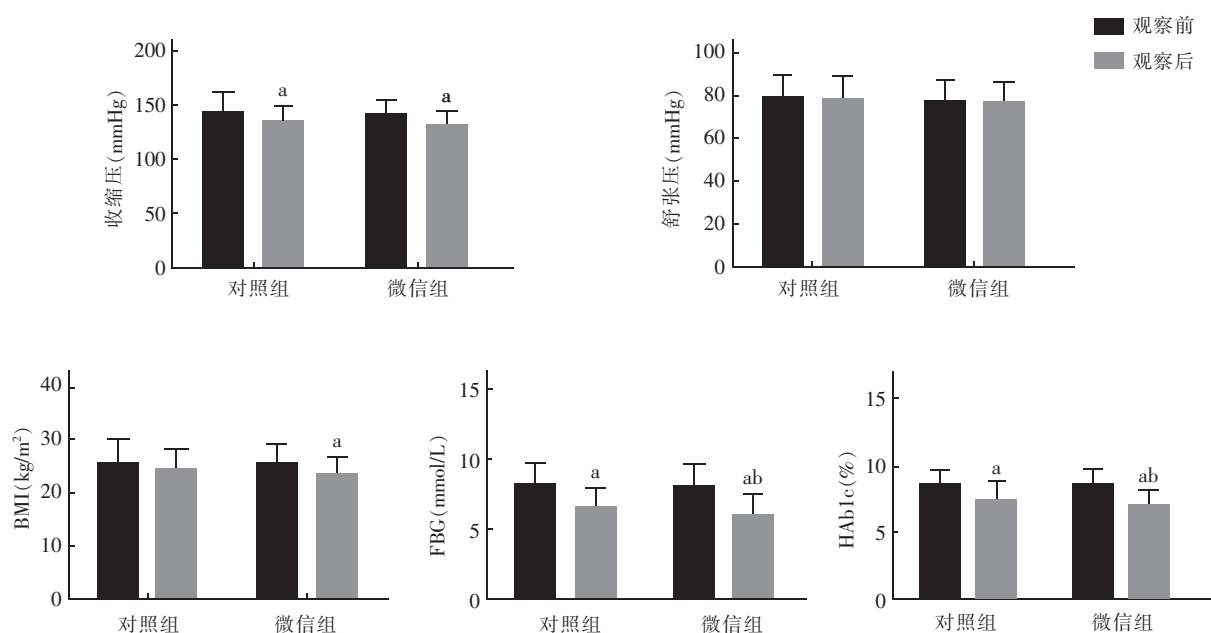 观察前
观察后
收缩压(mmHg)
200
150
100
50
0
a
a
对照组
微信组
舒张压(mmHg)
100
80
60
40
20
0
对照组
微信组
BMI(kg/m²)
40
30
20
10
0
a
对照组
微信组
FBG(mmol/L)
15
10
5
0
a
ab
对照组
微信组
HAb1c(%)
15
10
5
0
a
ab
对照组
微信组